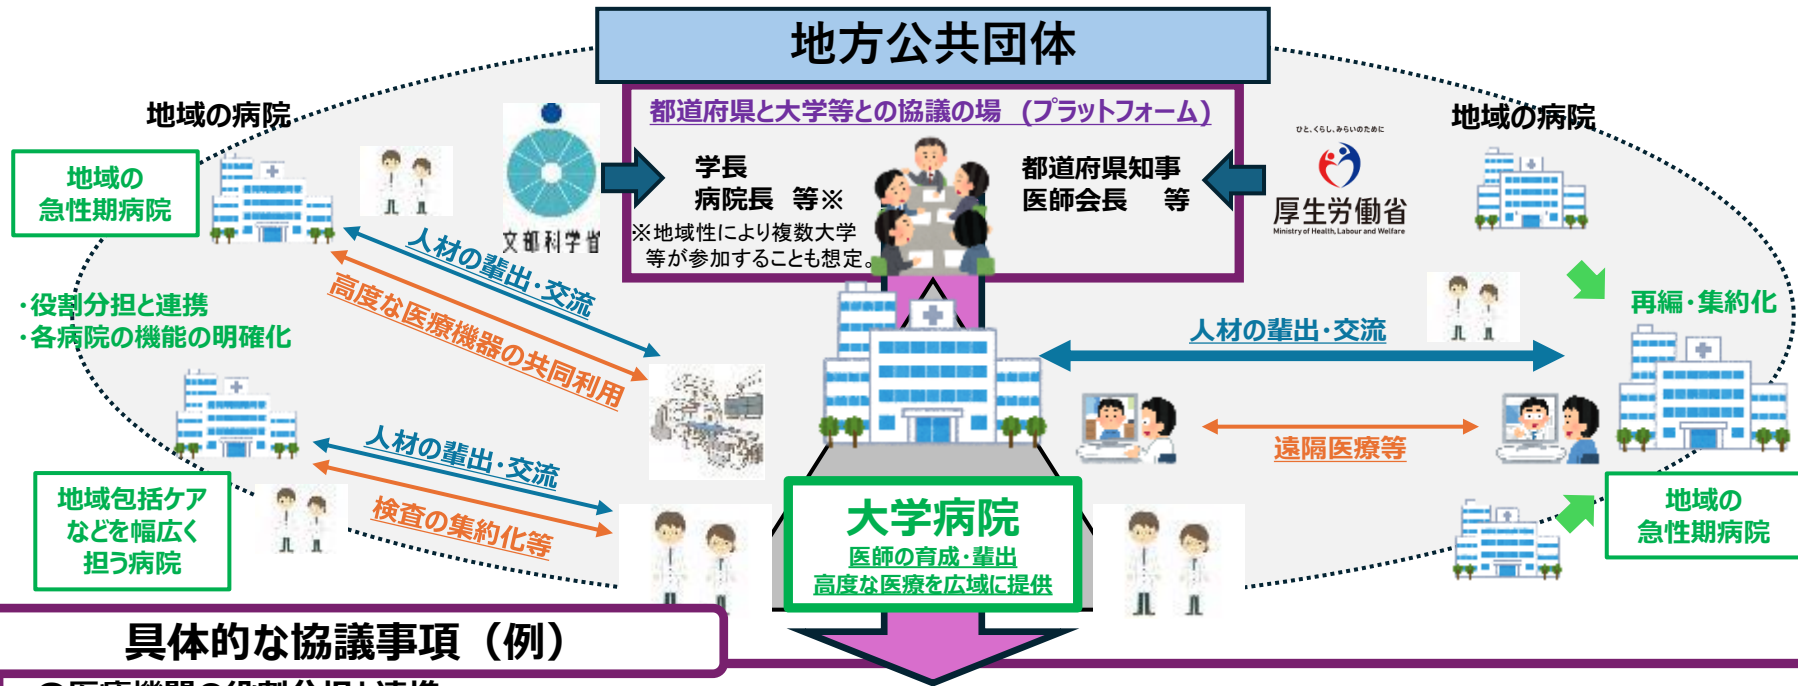 地方公共団体
都道府県と大学等との協議の場 (プラットフォーム)
学長
病院長 等※
※地域性により複数大学
等が参加することも想定。
都道府県知事
医師会長 等
文部科学省
ひと、くらし、みらいのために
厚生労働省
Ministry of Health, Labour and Welfare
地域の病院
地域の
急性期病院
・役割分担と連携
・各病院の機能の明確化
人材の輩出・交流
高度な医療機器の共同利用
人材の輩出・交流
検査の集約化等
地域包括ケア
などを幅広く
担う病院
地域の病院
再編・集約化
人材の輩出・交流
遠隔医療等
地域の
急性期病院
大学病院
医師の育成・輩出
高度な医療を広域に提供
具体的な協議事項（例）
○医療機関の役割分担と連携